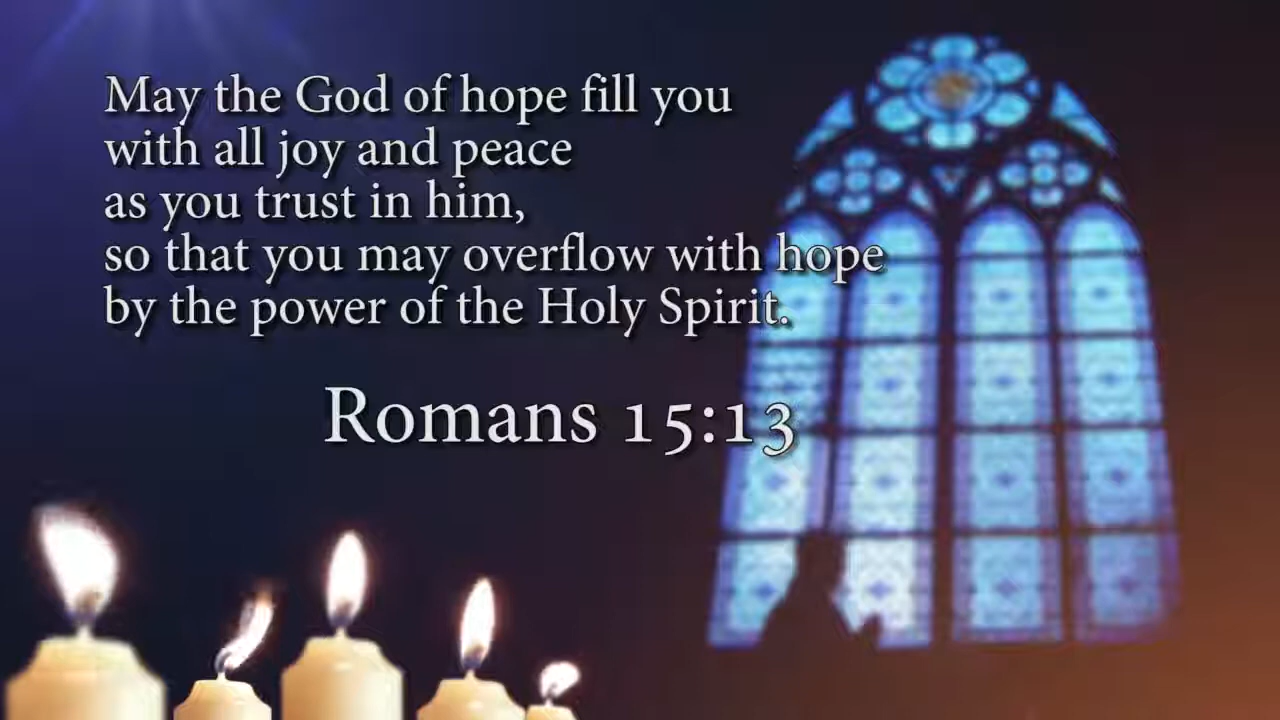 May the God of hope fill you
with all joy and peace
as you trust in him,
so that you may overflow with hope
by the power of the Holy Spirit.
Romans 15:13